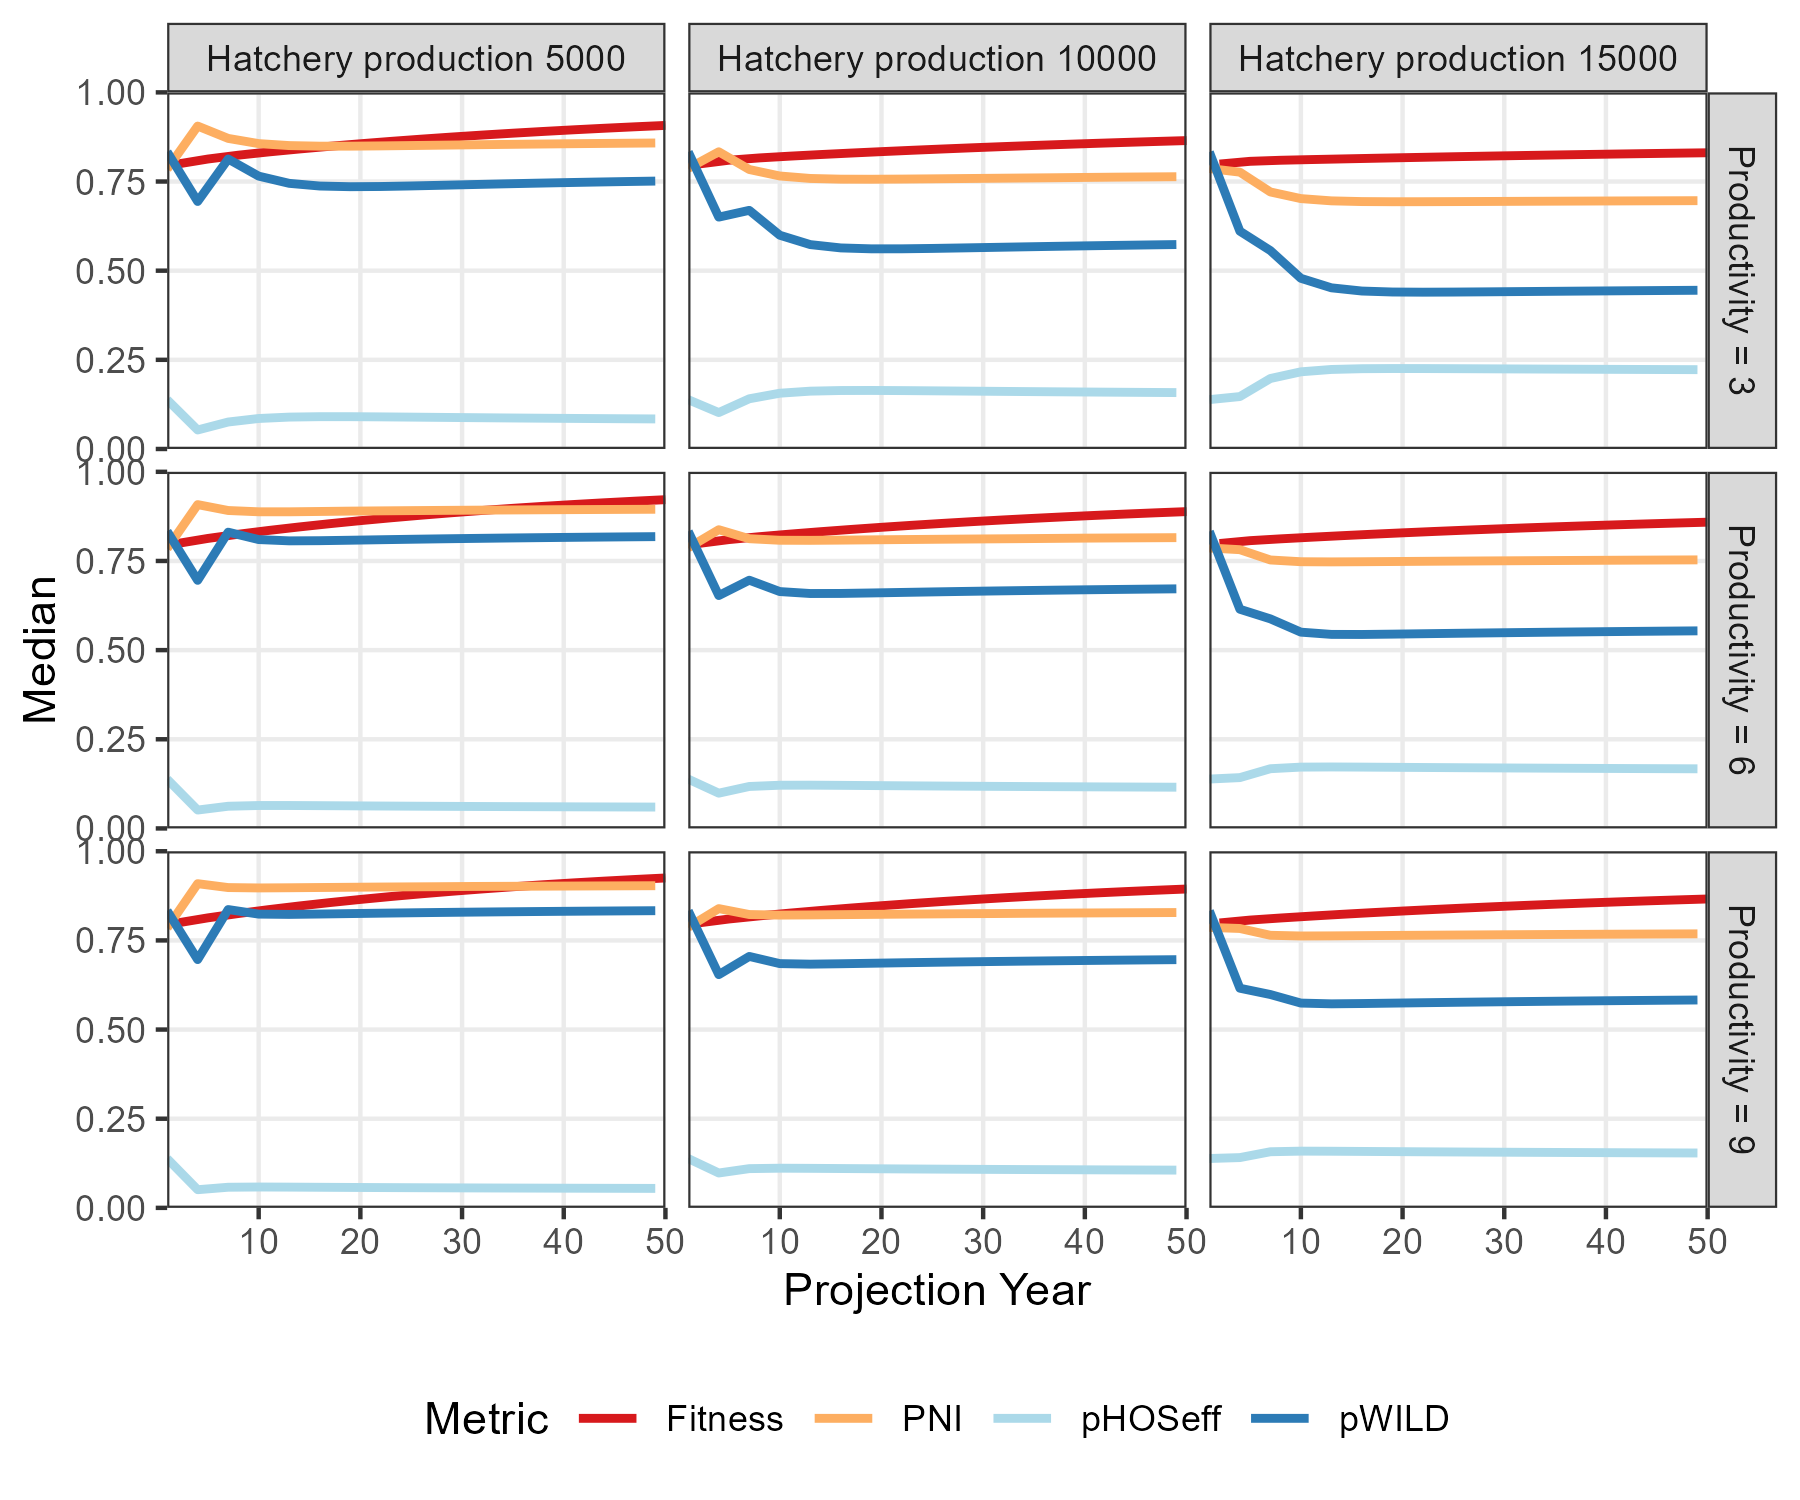 Hatchery production 5000
Hatchery production 10000
Hatchery production 15000
1.00
0.75
0.50
0.25
0.00
Productivity = 3
1.00
0.75
0.50
0.25
0.00
Productivity = 6
1.00
0.75
0.50
0.25
0.00
Productivity = 9
Median
10 20 30 40 50
10 20 30 40 50
10 20 30 40 50
Projection Year
Metric Fitness PNI pHOSeff pWILD